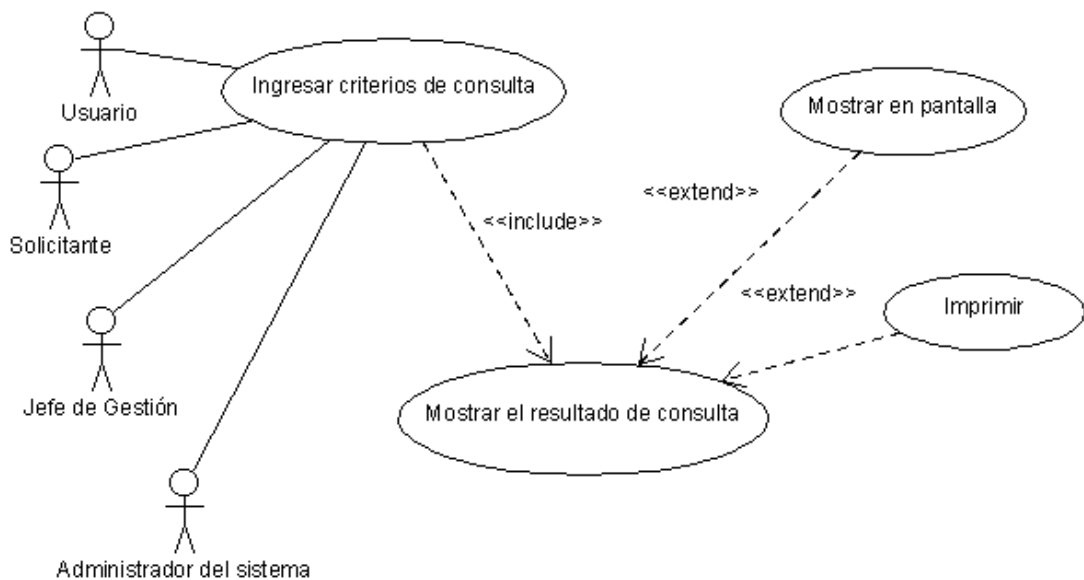 Usuario
Ingresar criterios de consulta
Mostrar en pantalla
Solicitante
<<include>>
<<extend>>
<<extend>>
Imprimir
Jefe de Gestión
Mostrar el resultado de consulta
Administrador del sistema